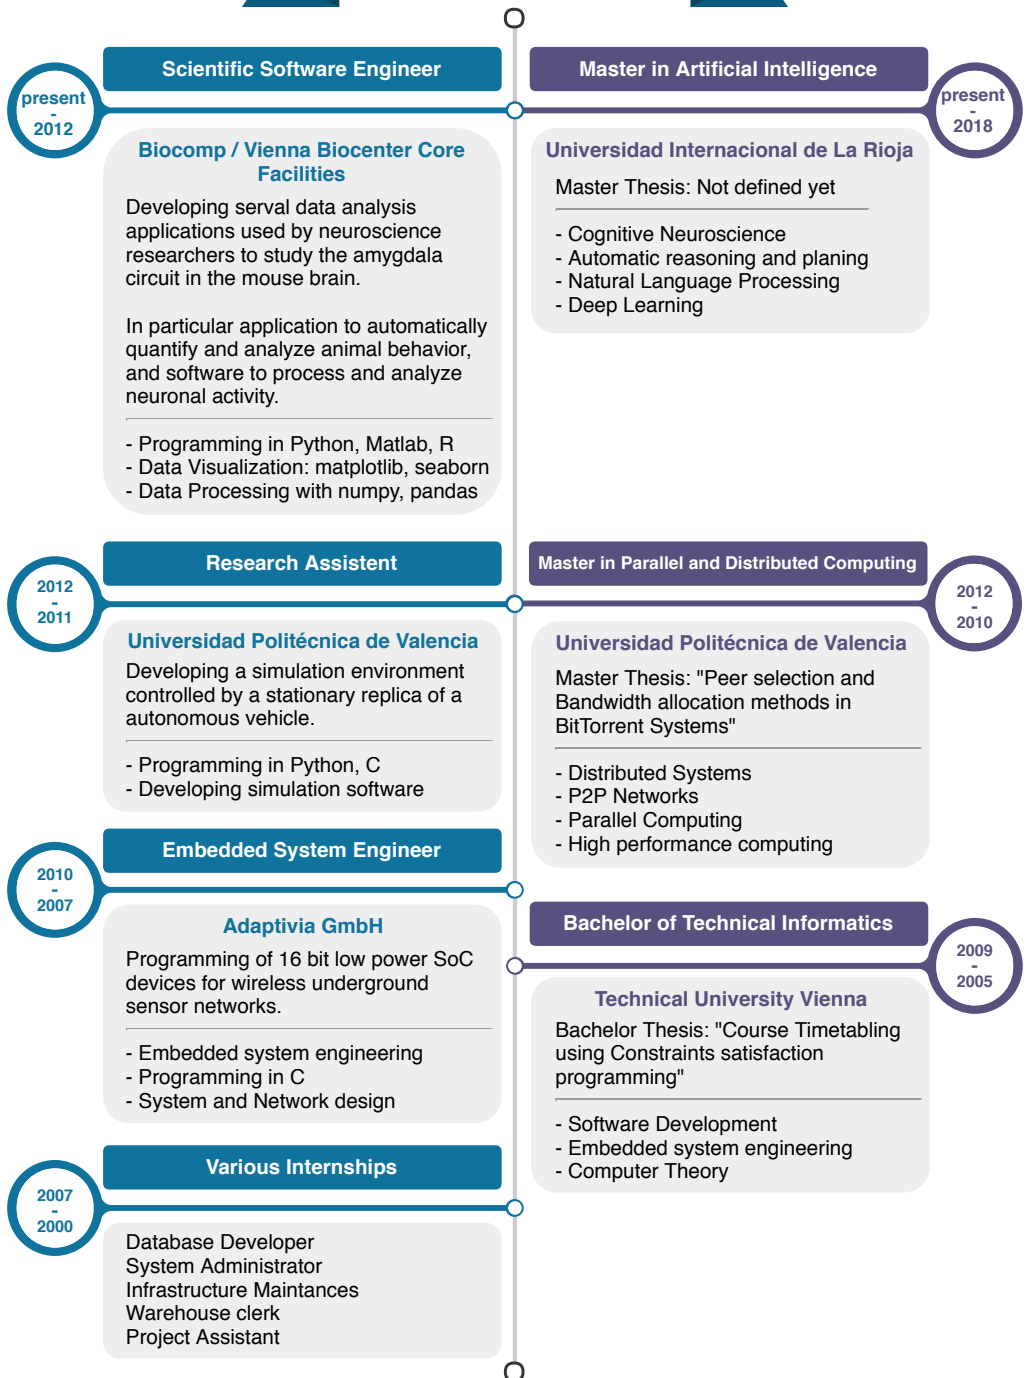 Scientific Software Engineer
present
-
2012
Biocomp / Vienna Biocenter Core
Facilities
Developing serval data analysis
applications used by neuroscience
researchers to study the amygdala
circuit in the mouse brain.
In particular application to automatically
quantify and analyze animal behavior,
and software to process and analyze
neuronal activity.
- Programming in Python, Matlab, R
- Data Visualization: matplotlib, seaborn
- Data Processing with numpy, pandas
Research Assistent
2012
-
2011
Universidad Politécnica de Valencia
Developing a simulation environment
controlled by a stationary replica of a
autonomous vehicle.
- Programming in Python, C
- Developing simulation software
Embedded System Engineer
2010
-
2007
Adaptivia GmbH
Programming of 16 bit low power SoC
devices for wireless underground
sensor networks.
- Embedded system engineering
- Programming in C
- System and Network design
Various Internships
2007
-
2000
Database Developer
System Administrator
Infrastructure Maintances
Warehouse clerk
Project Assistant
Master in Artificial Intelligence
present
-
2018
Universidad Internacional de La Rioja
Master Thesis: Not defined yet
- Cognitive Neuroscience
- Automatic reasoning and planing
- Natural Language Processing
- Deep Learning
Master in Parallel and Distributed Computing
2012
-
2010
Universidad Politécnica de Valencia
Master Thesis: "Peer selection and
Bandwidth allocation methods in
BitTorrent Systems"
- Distributed Systems
- P2P Networks
- Parallel Computing
- High performance computing
Bachelor of Technical Informatics
2009
-
2005
Technical University Vienna
Bachelor Thesis: "Course Timetabling
using Constraints satisfaction
programming"
- Software Development
- Embedded system engineering
- Computer Theory